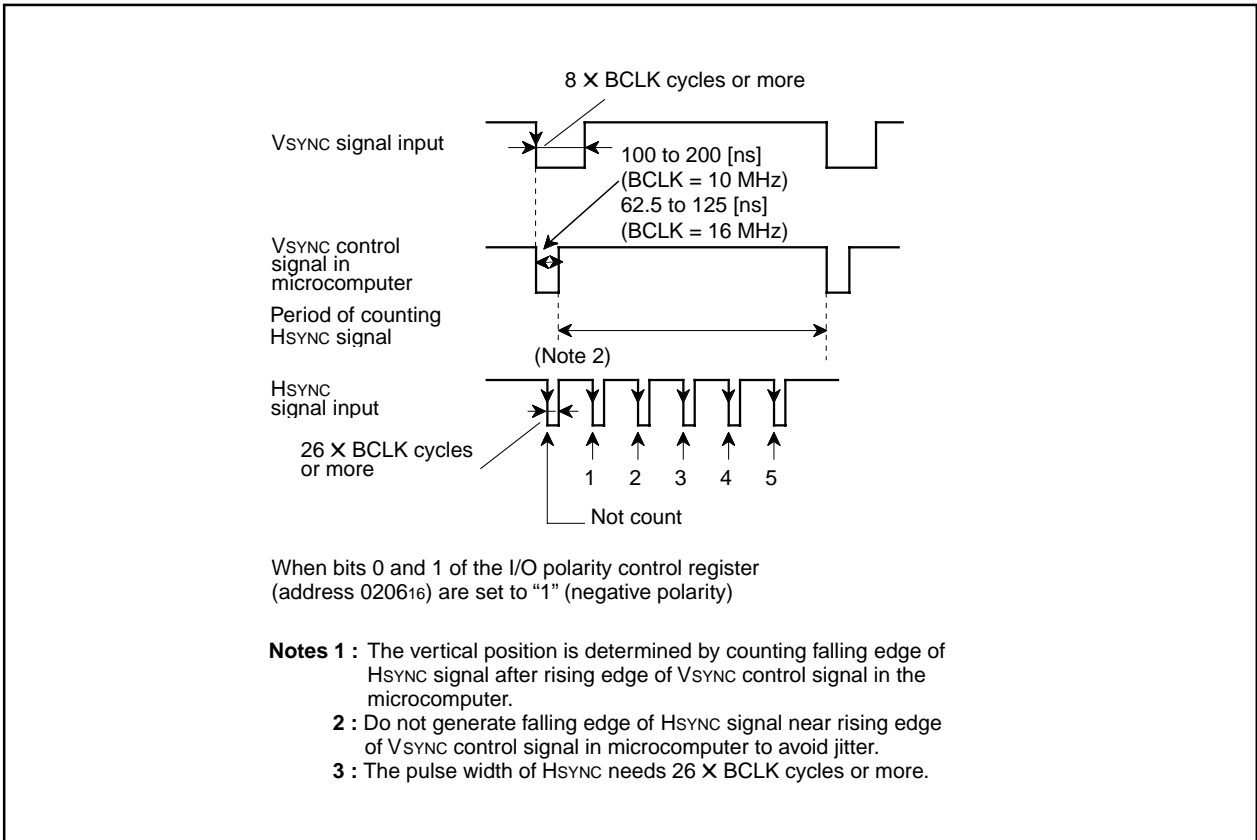 8 X BCLK cycles or more
VSYNC signal input
100 to 200 [ns]
(BCLK = 10 MHz)
62.5 to 125 [ns]
(BCLK = 16 MHz)
VSYNC control
signal in
microcomputer
Period of counting
HSYNC signal
(Note 2)
HSYNC
signal input
26 X BCLK cycles
or more
1 2 3 4 5
Not count
When bits 0 and 1 of the I/O polarity control register
(address 020616) are set to “1” (negative polarity)
Notes 1 : The vertical position is determined by counting falling edge of
HSYNC signal after rising edge of VSYNC control signal in the
microcomputer.
2 : Do not generate falling edge of HSYNC signal near rising edge
of VSYNC control signal in microcomputer to avoid jitter.
3 : The pulse width of HSYNC needs 26 X BCLK cycles or more.